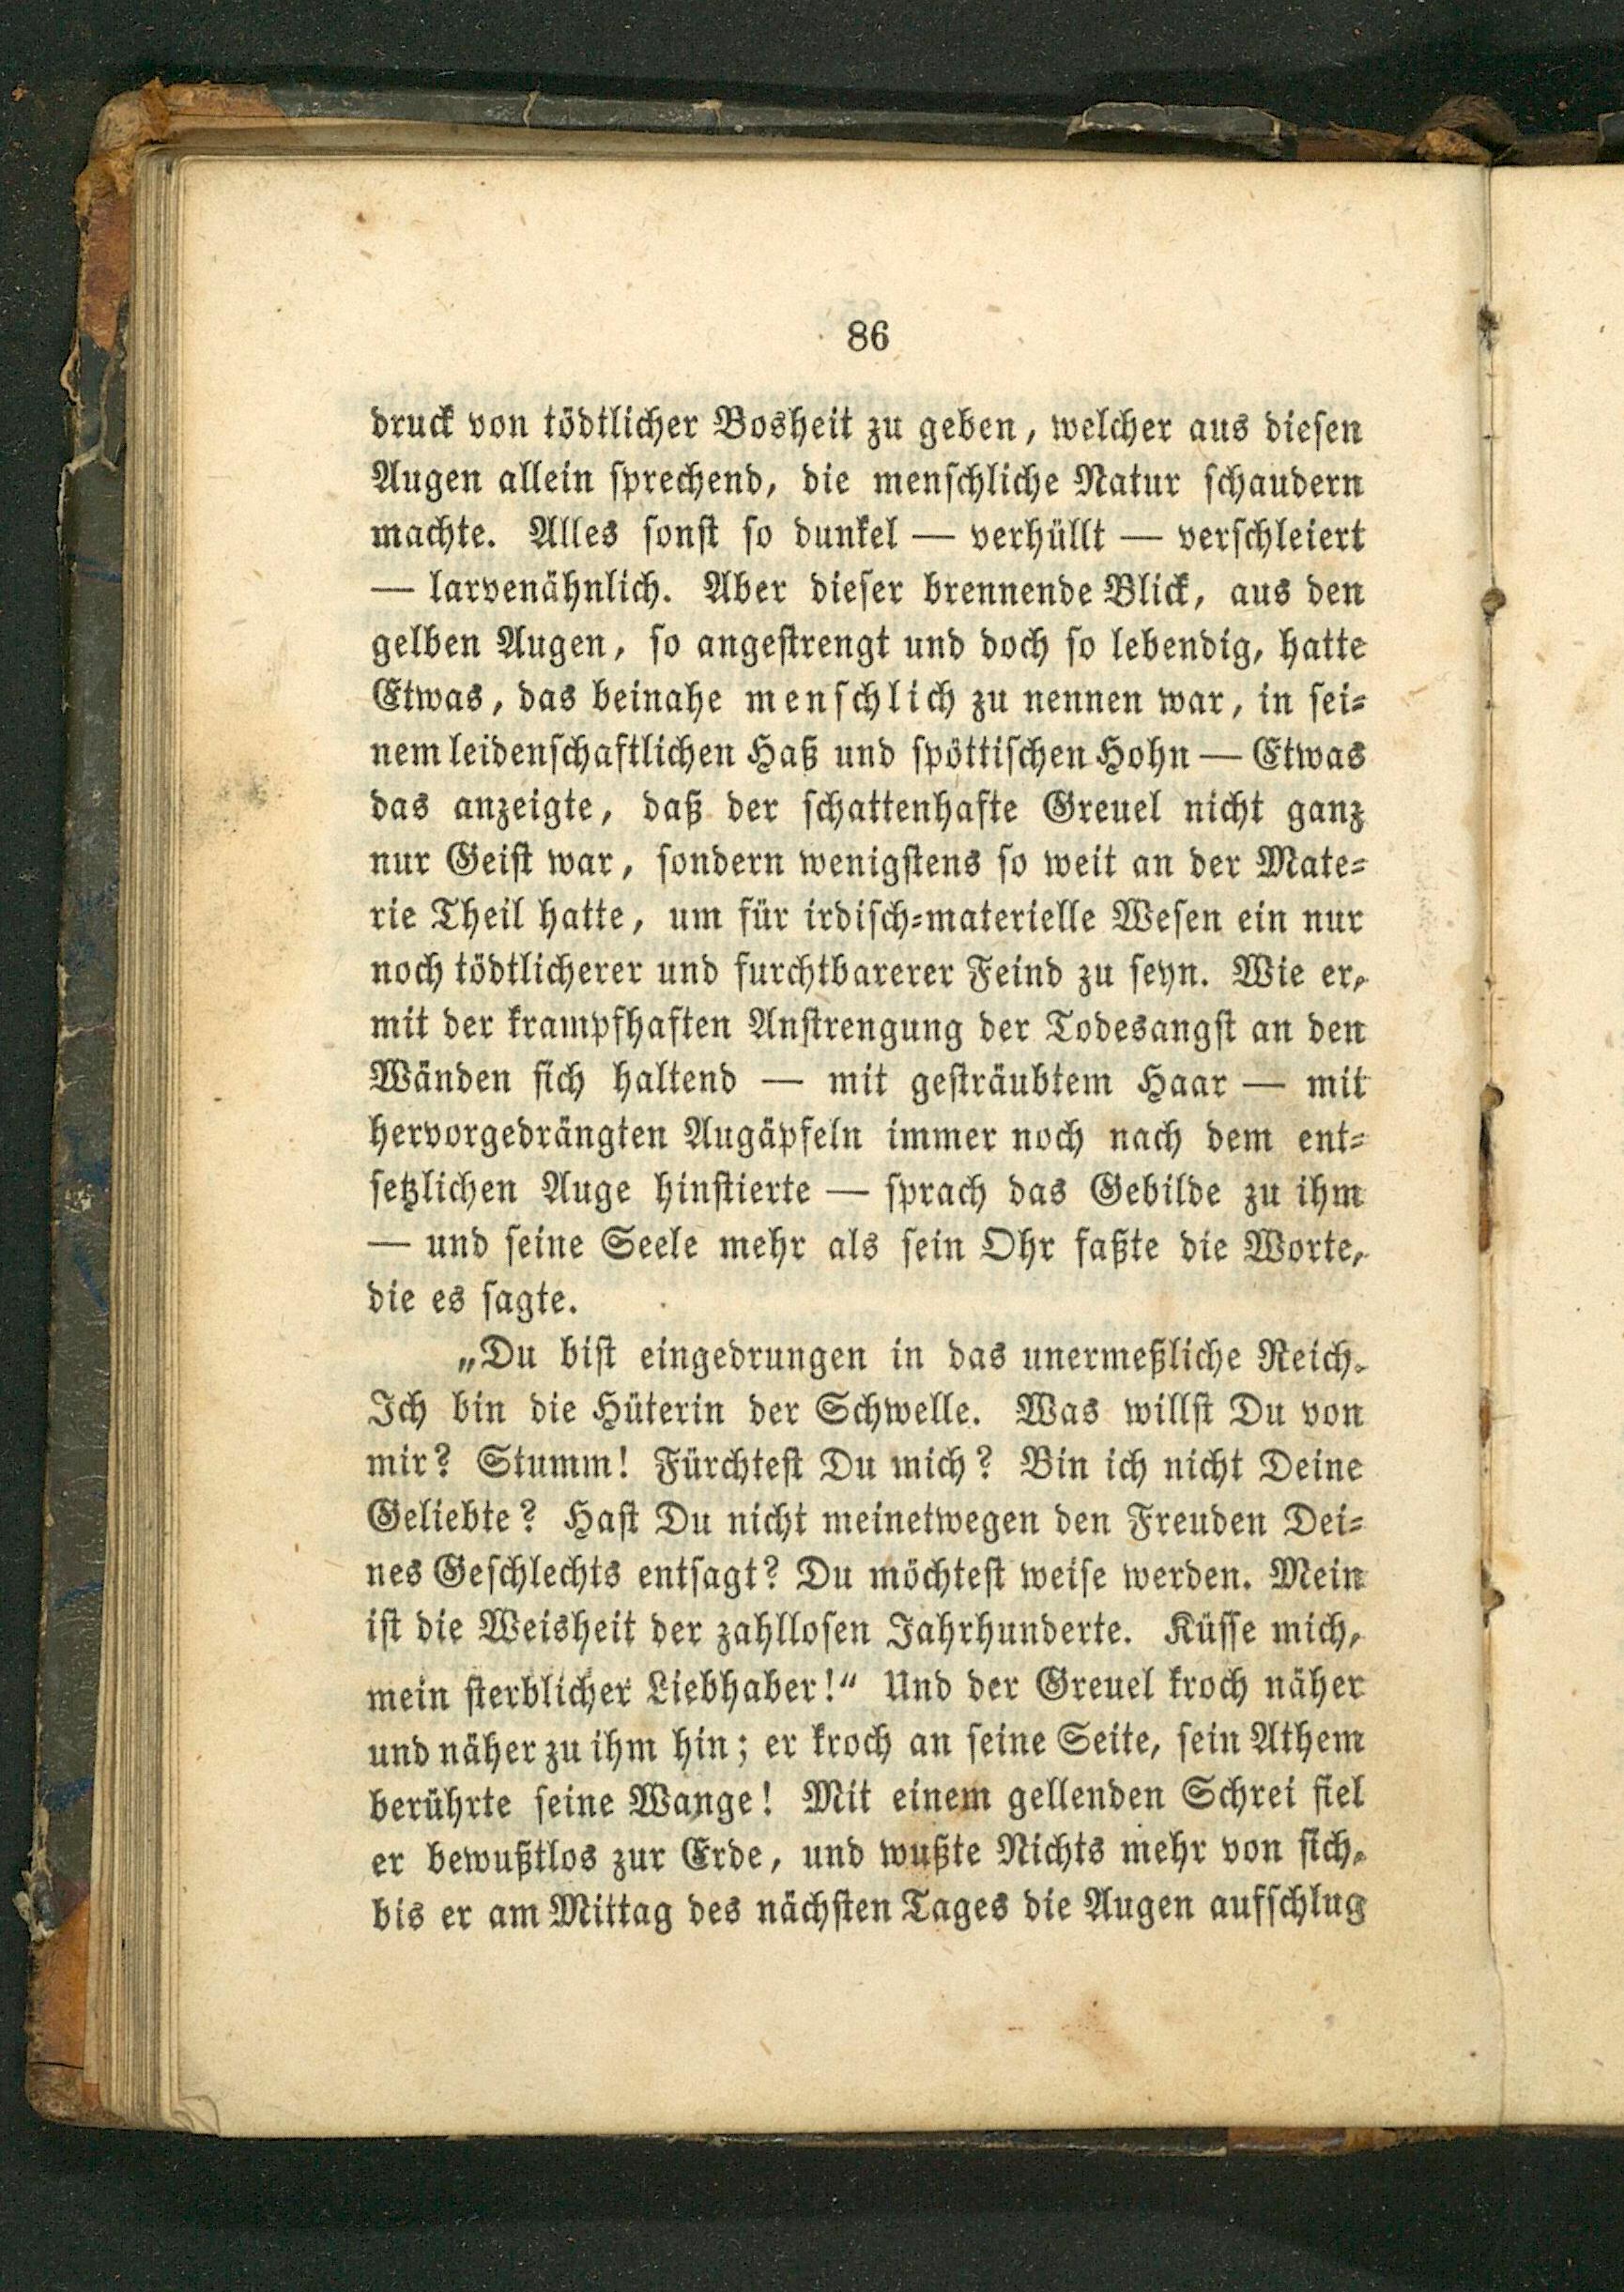 86
druck von tödtlicher Bosheit zu geben, welcher aus diesen
Augen allein sprechend, die menschliche Natur schaudern
machte. Alles sonst so dunkel — verhüllt — verschleiert
— larvenähnlich. Aber dieser brennende Blick, aus den
gelben Augen, so angestrengt und doch so lebendig, hatte
Etwas, das beinahe menschlich zu nennen war, in sei-
nem leidenschaftlichen Haß und spöttischen Hohn — Etwas
das anzeigte, daß der schattenhafte Greuel nicht ganz
nur Geist war, sondern wenigstens so weit an der Mate-
rie Theil hatte, um für irdisch-materielle Wesen ein nur
noch tödtlicherer und furchtbarerer Feind zu seyn. Wie er,
mit der krampfhaften Anstrengung der Todesangst an den
Wänden sich haltend — mit gesträubtem Haar — mit
hervorgedrängten Augäpfeln immer noch nach dem ent-
setzlichen Auge hinstierte — sprach das Gebilde zu ihm
— und seine Seele mehr als sein Ohr faßte die Worte,
die es sagte.
„Du bist eingedrungen in das unermeßliche Reich.
Ich bin die Hüterin der Schwelle. Was willst Du von
mir? Stumm! Fürchtest Du mich? Bin ich nicht Deine
Geliebte? Hast Du nicht meinetwegen den Freuden Dei-
nes Geschlechts entsagt? Du möchtest weise werden. Mein
ist die Weisheit der zahllosen Jahrhunderte. Küsse mich,
mein sterblicher Liebhaber!“ Und der Greuel kroch näher
und näher zu ihm hin; er kroch an seine Seite, sein Athem
berührte seine Wange! Mit einem gellenden Schrei fiel
er bewußtlos zur Erde, und wußte Nichts mehr von sich,
bis er am Mittag des nächsten Tages die Augen aufschlug